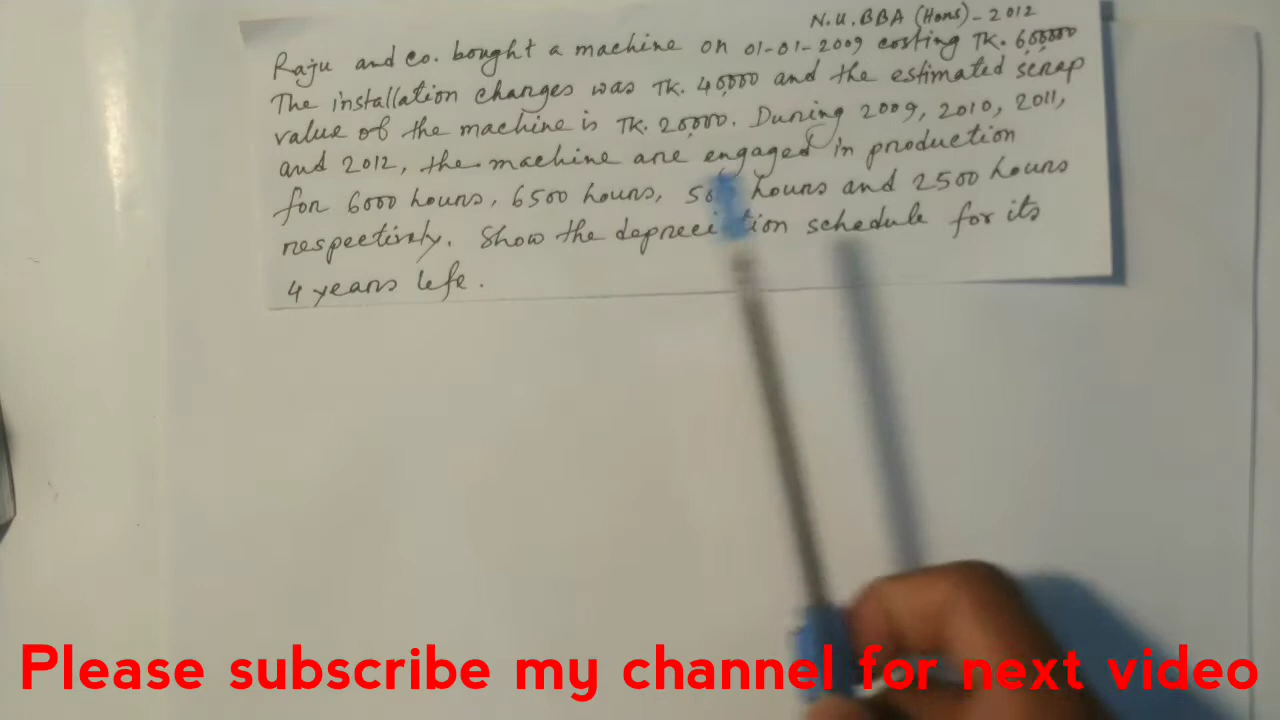 N.U.BBA (Hons)-2012
Raju and co. bought a machine on 01-01-2009 costing TK. 600000
The installation charges was TK. 40,000 and the estimated scrap
value of the machine is TK. 20,000. During 2009, 2010, 2011,
and 2012, the machine are engaged in production
for 6000 hours, 6500 hours, hours and 2500 hours
respectively. Show the depreciation schedule for its
4 years life.
Please subscribe my channel for next video